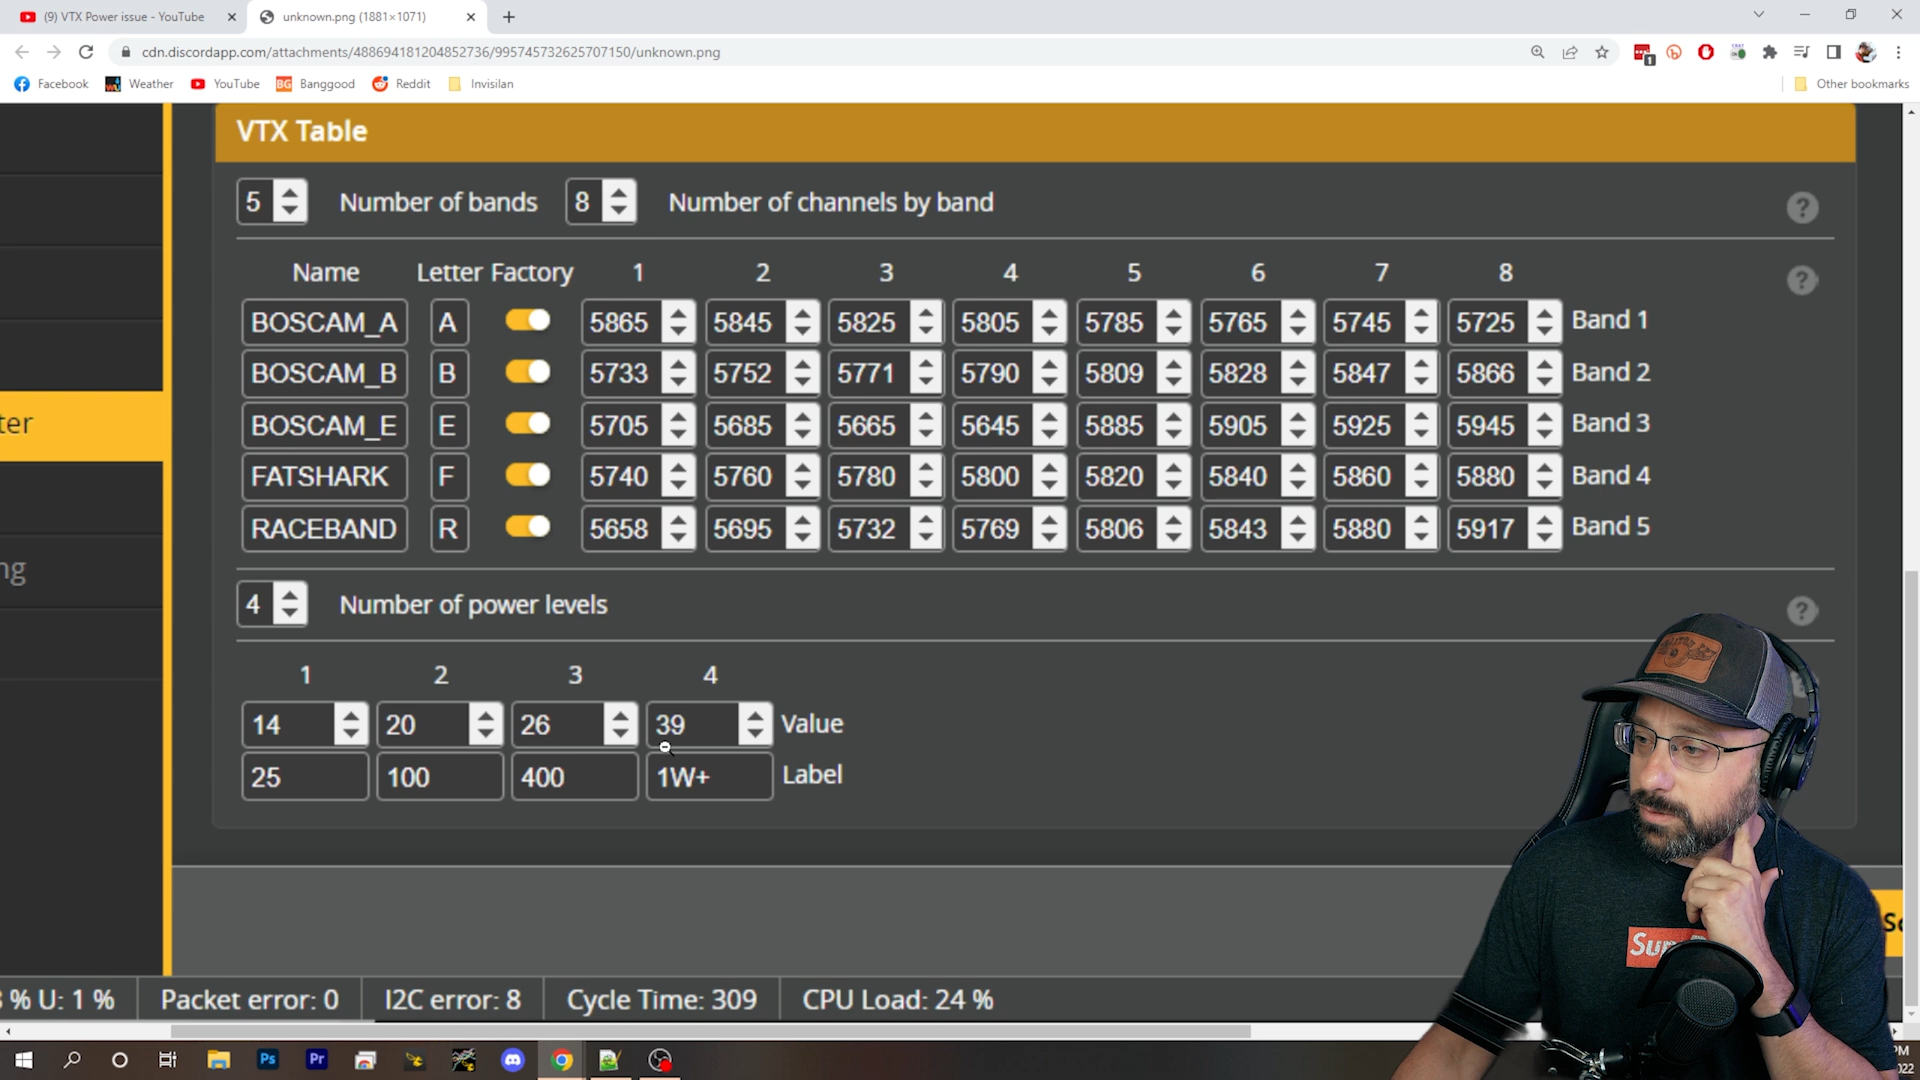 (9) VTX Power issue - YouTube
unknown.png (1881×1071)
cdn.discordapp.com/attachments/488694181204852736/995745732625707150/unknown.png
1
Facebook Weather YouTube BG Banggood Reddit Invisilan Other bookmarks
VTX Table
5 Number of bands 8 Number of channels by band ?
Name Letter Factory 1 2 3 4 5 6 7 8 ?
BOSCAM_A A 5865 5845 5825 5805 5785 5765 5745 5725 Band 1
BOSCAM_B B 5733 5752 5771 5790 5809 5828 5847 5866 Band 2
BOSCAM_E E 5705 5685 5665 5645 5885 5905 5925 5945 Band 3
ter
FATSHARK F 5740 5760 5780 5800 5820 5840 5860 5880 Band 4
RACEBAND R 5658 5695 5732 5769 5806 5843 5880 5917 Band 5
ng
4 Number of power levels ?
1 2 3 4
14 20 26 39 Value
25 100 400 1W+ Label
% U: 1 % Packet error: 0 I2C error: 8 Cycle Time: 309 CPU Load: 24 %
Ps Pr